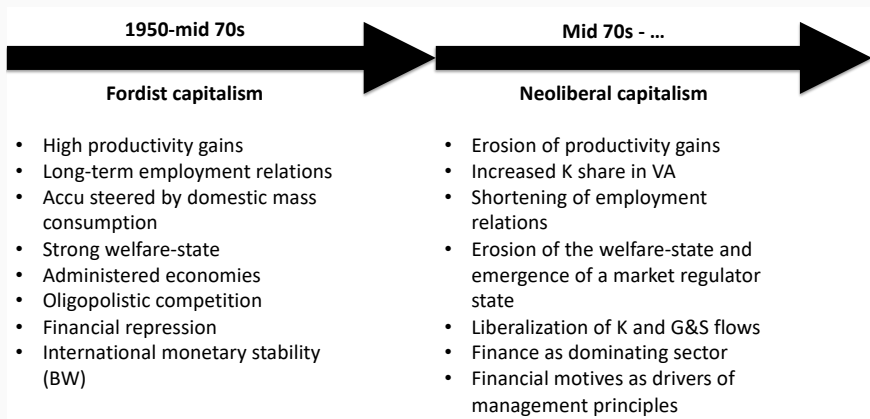 1950-mid 70s
Mid 70s - ...
Fordist capitalism
Neoliberal capitalism
• High productivity gains
• Long-term employment relations
• Accu steered by domestic mass
consumption
• Strong welfare-state
• Administered economies
• Oligopolistic competition
• Financial repression
• International monetary stability
(BW)
• Erosion of productivity gains
• Increased K share in VA
• Shortening of employment
relations
• Erosion of the welfare-state and
emergence of a market regulator
state
• Liberalization of K and G&S flows
• Finance as dominating sector
• Financial motives as drivers of
management principles